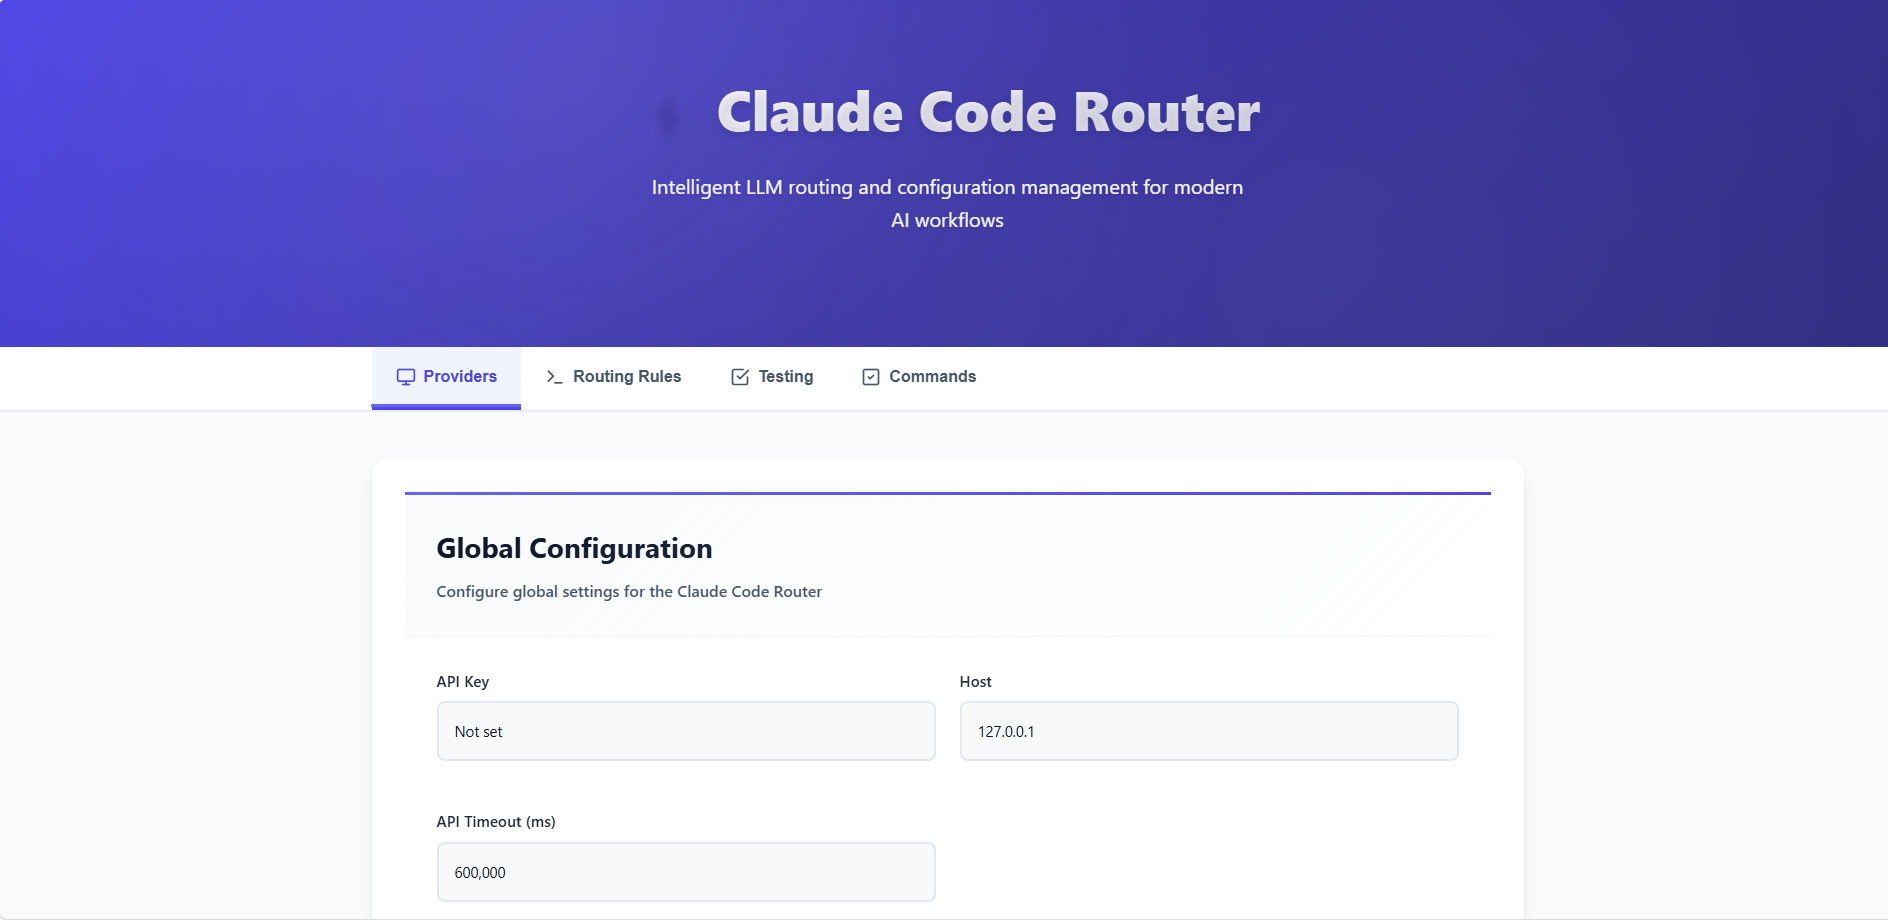 Claude Code Router
Intelligent LLM routing and configuration management for modern
AI workflows
Providers
Routing Rules
Testing
Commands
Global Configuration
Configure global settings for the Claude Code Router
API Key
Host
Not set
127.0.0.1
API Timeout (ms)
600,000